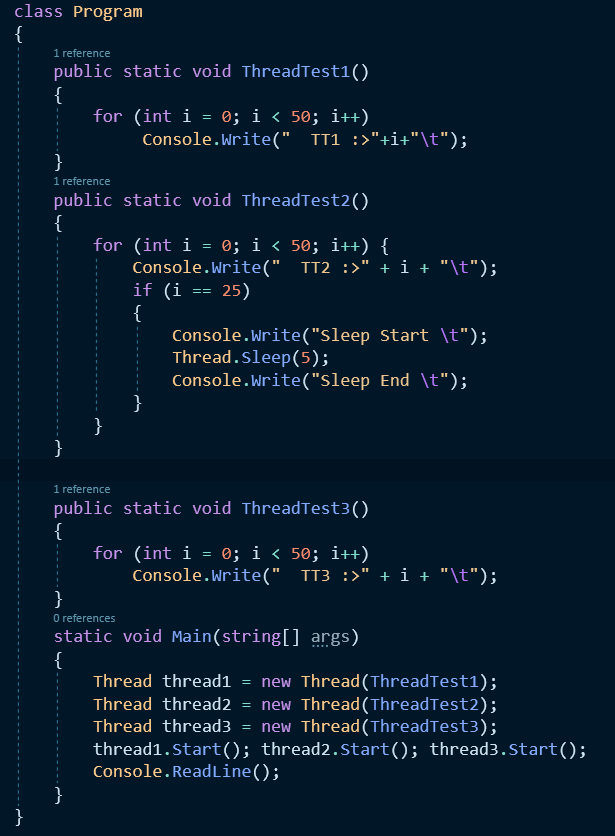 class Program
{
1 reference
public static void ThreadTest1()
{
for (int i = 0; i < 50; i++)
Console.Write("  TT1 :>"+i+"\t");
}
1 reference
public static void ThreadTest2()
{
for (int i = 0; i < 50; i++) {
Console.Write("  TT2 :>" + i + "\t");
if (i == 25)
{
Console.Write("Sleep Start \t");
Thread.Sleep(5);
Console.Write("Sleep End \t");
}
}
}
1 reference
public static void ThreadTest3()
{
for (int i = 0; i < 50; i++)
Console.Write("  TT3 :>" + i + "\t");
}
0 references
static void Main(string[] args)
{
Thread thread1 = new Thread(ThreadTest1);
Thread thread2 = new Thread(ThreadTest2);
Thread thread3 = new Thread(ThreadTest3);
thread1.Start(); thread2.Start(); thread3.Start();
Console.ReadLine();
}
}